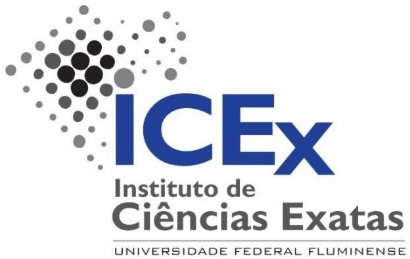 ICEx
Instituto de
Ciências Exatas
UNIVERSIDADE FEDERAL FLUMINENSE